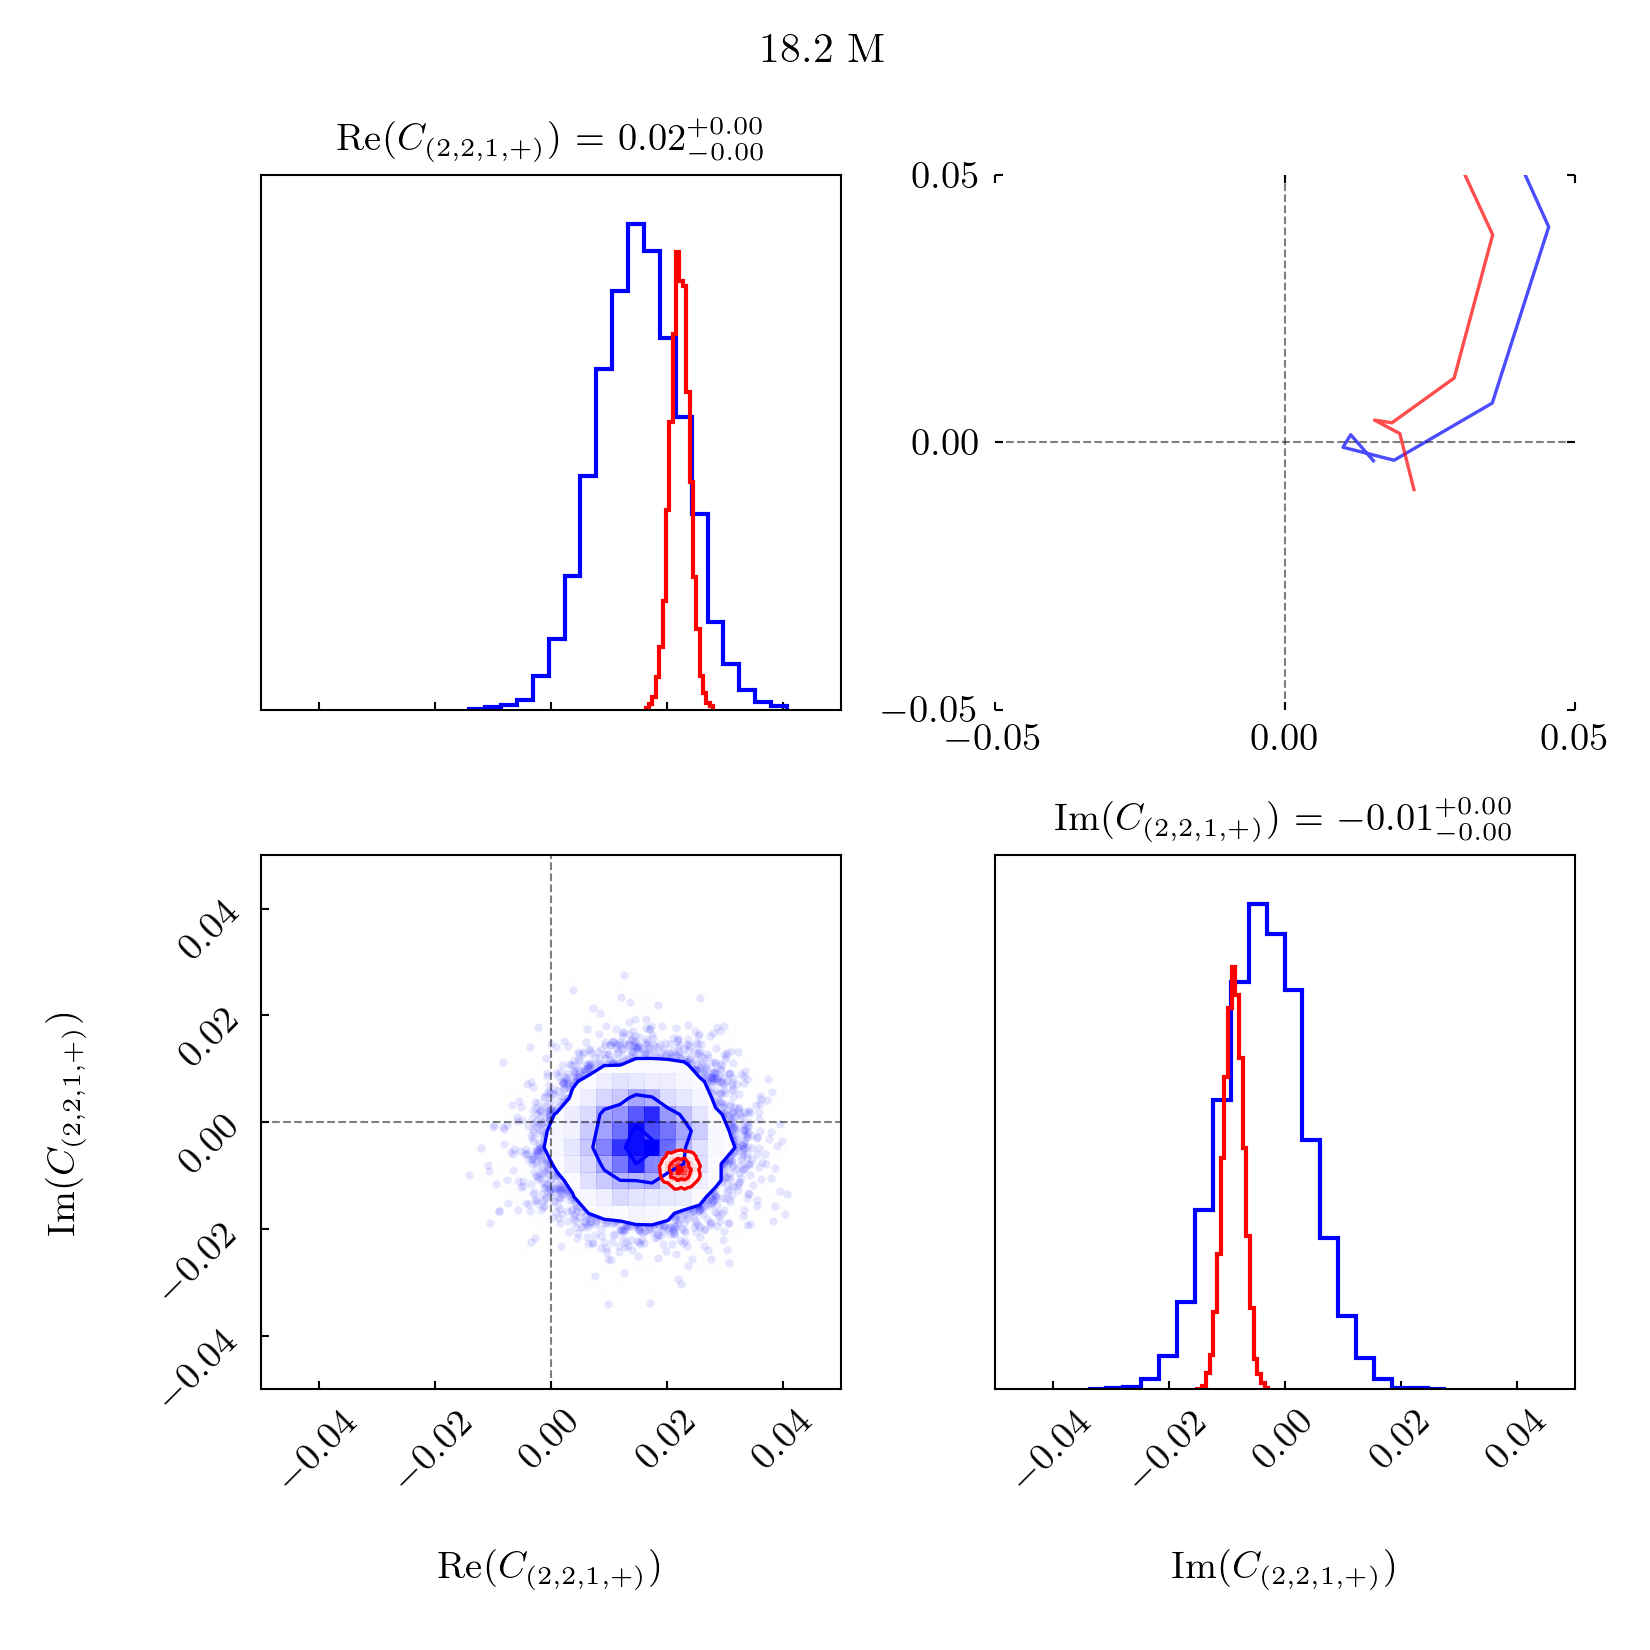 18.2 M
Re(C_{(2,2,1,+)}) = 0.02^{+0.00}_{−0.00}
0.05
0.00
−0.05
−0.05 0.00 0.05
Im(C_{(2,2,1,+)}) = −0.01^{+0.00}_{−0.00}
Im(C_{(2,2,1,+)})
0.04
0.02
0.00
−0.02
−0.04
−0.04 −0.02 0.00 0.02 0.04
−0.04 −0.02 0.00 0.02 0.04
Re(C_{(2,2,1,+)})
Im(C_{(2,2,1,+)})